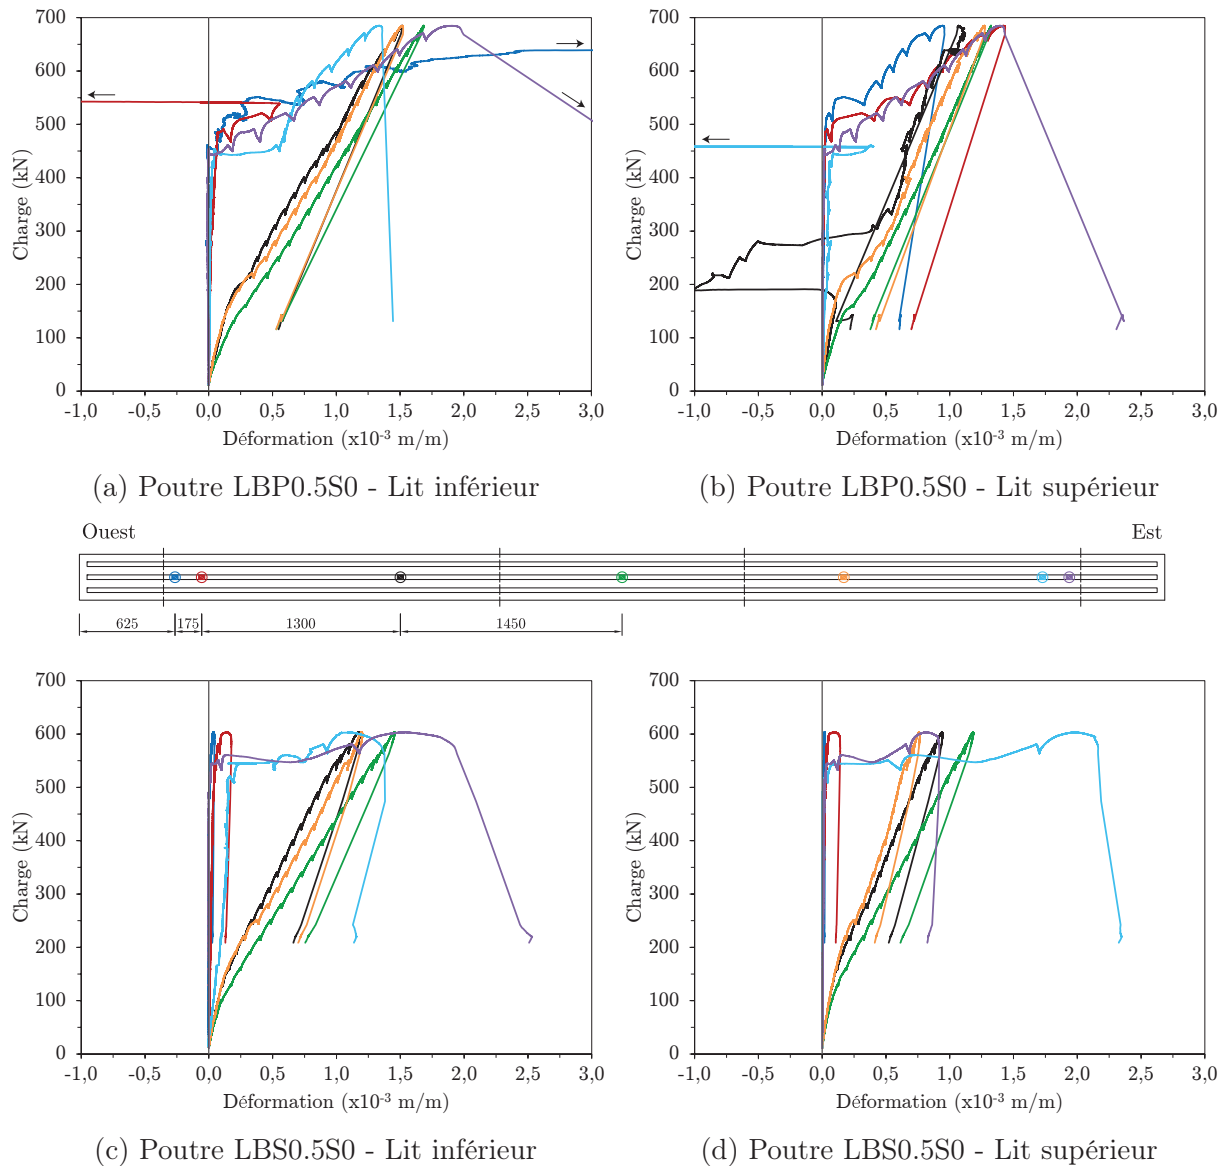 700
600
500
400
300
200
100
0
Charge (kN)
-1,0 -0,5 0,0 0,5 1,0 1,5 2,0 2,5 3,0
Déformation (x10⁻³ m/m)
(a) Poutre LBP0.5S0 - Lit inférieur
700
600
500
400
300
200
100
0
Charge (kN)
-1,0 -0,5 0,0 0,5 1,0 1,5 2,0 2,5 3,0
Déformation (x10⁻³ m/m)
(b) Poutre LBP0.5S0 - Lit supérieur
Ouest Est
625 175 1300 1450
700
600
500
400
300
200
100
0
Charge (kN)
-1,0 -0,5 0,0 0,5 1,0 1,5 2,0 2,5 3,0
Déformation (x10⁻³ m/m)
(c) Poutre LBS0.5S0 - Lit inférieur
700
600
500
400
300
200
100
0
Charge (kN)
-1,0 -0,5 0,0 0,5 1,0 1,5 2,0 2,5 3,0
Déformation (x10⁻³ m/m)
(d) Poutre LBS0.5S0 - Lit supérieur